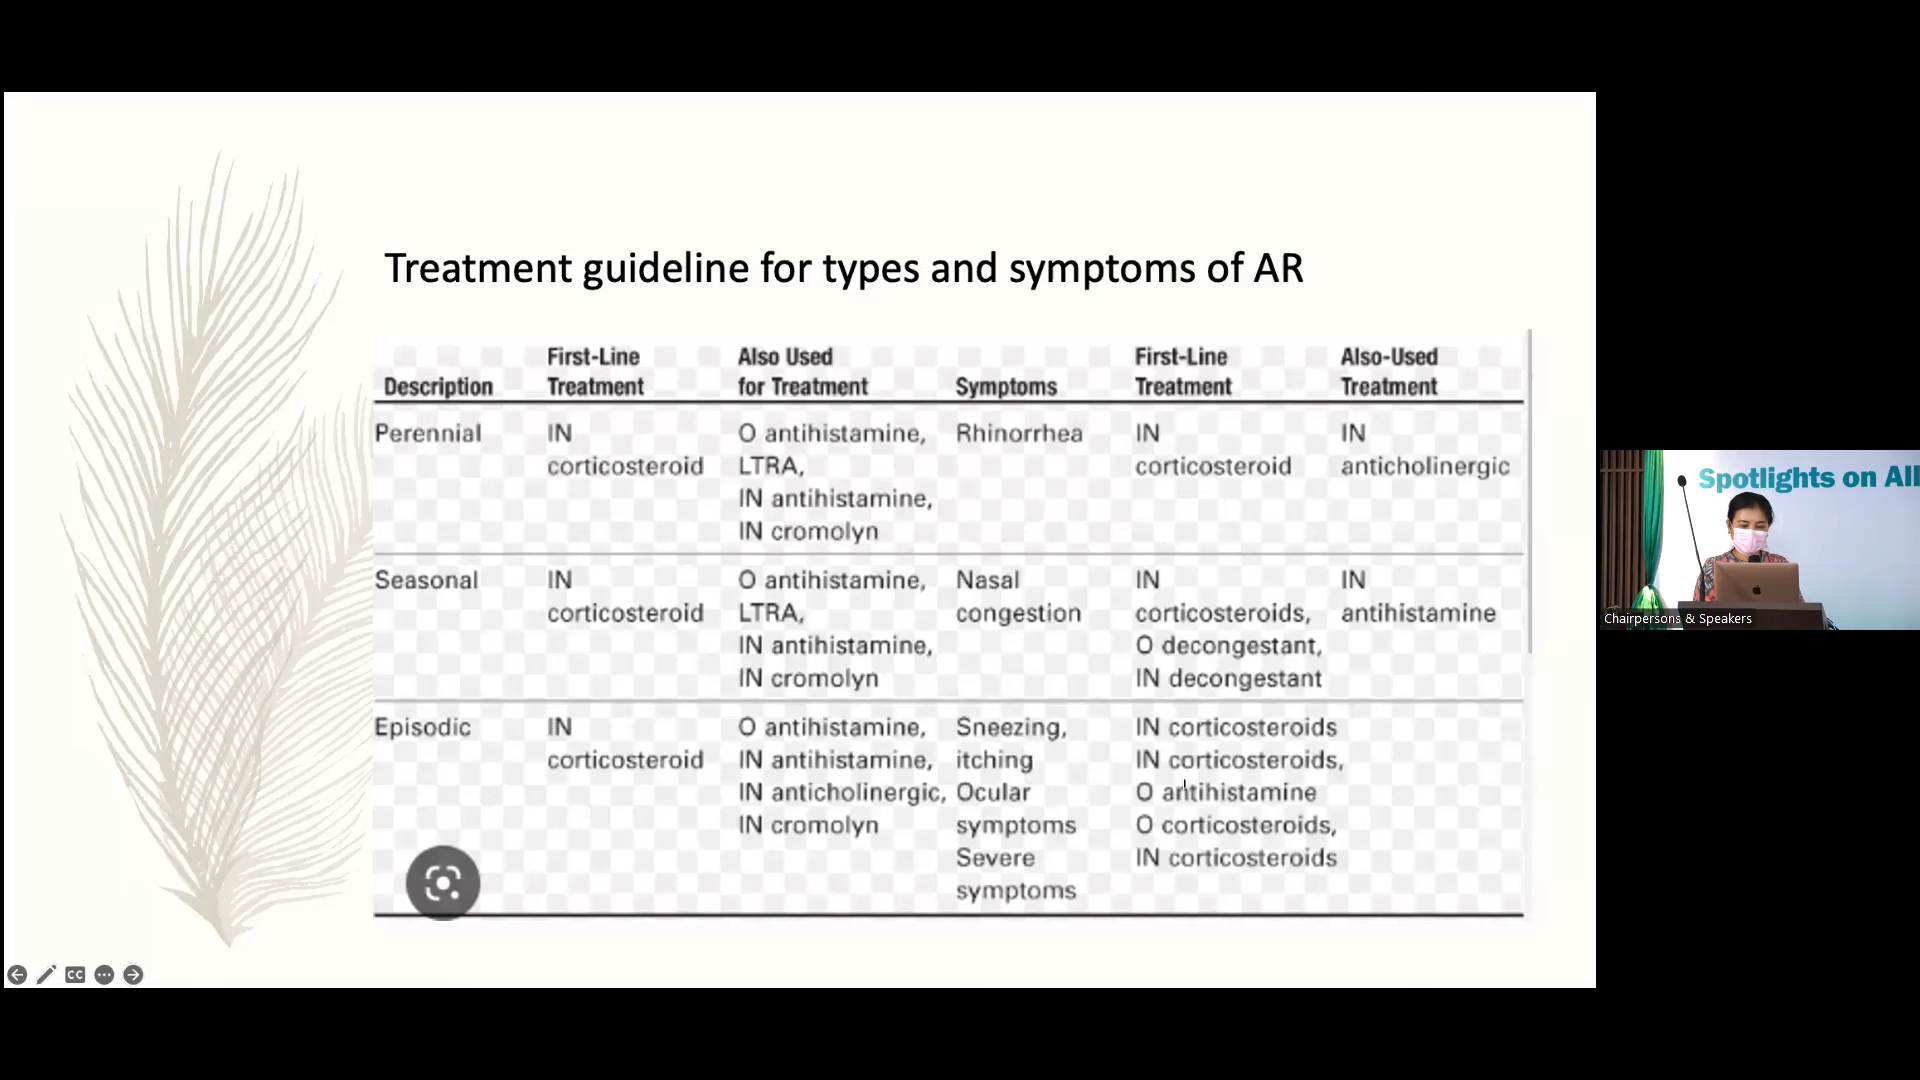 Treatment guideline for types and symptoms of AR
First-Line Also Used First-Line Also-Used
Description Treatment for Treatment Symptoms Treatment Treatment
Perennial IN O antihistamine, Rhinorrhea IN IN
corticosteroid LTRA, corticosteroid anticholinergic
IN antihistamine,
IN cromolyn
Seasonal IN O antihistamine, Nasal IN IN
corticosteroid LTRA, congestion corticosteroids, antihistamine
IN antihistamine, O decongestant,
IN cromolyn IN decongestant
Episodic IN O antihistamine, Sneezing, IN corticosteroids
corticosteroid IN antihistamine, itching IN corticosteroids,
IN anticholinergic, Ocular O antihistamine
IN cromolyn symptoms O corticosteroids,
Severe IN corticosteroids
symptoms
CC
Spotlights on All
Chairpersons & Speakers